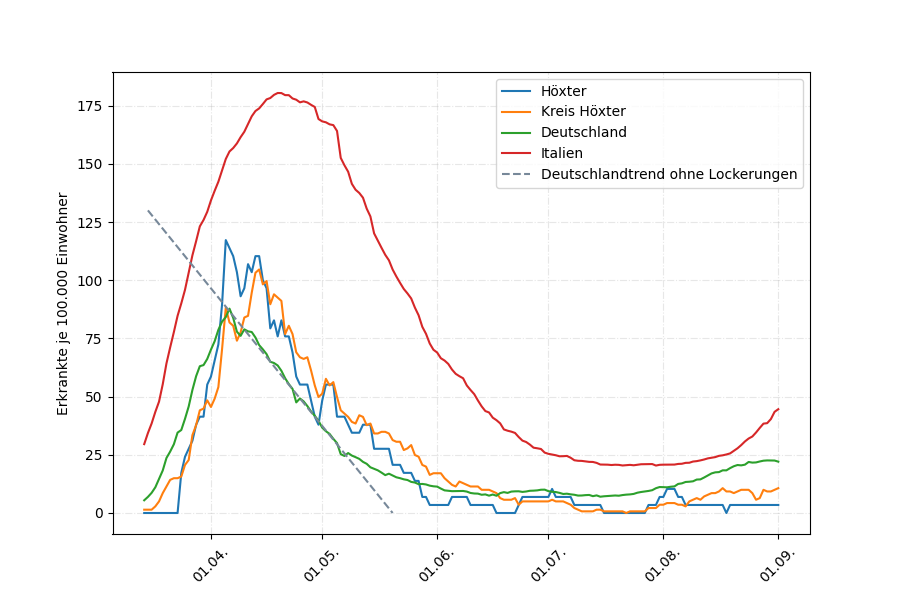 Erkrankte je 100.000 Einwohner
175
150
125
100
75
50
25
0
Höxter
Kreis Höxter
Deutschland
Italien
Deutschlandtrend ohne Lockerungen
01.04.
01.05.
01.06.
01.07.
01.08.
01.09.